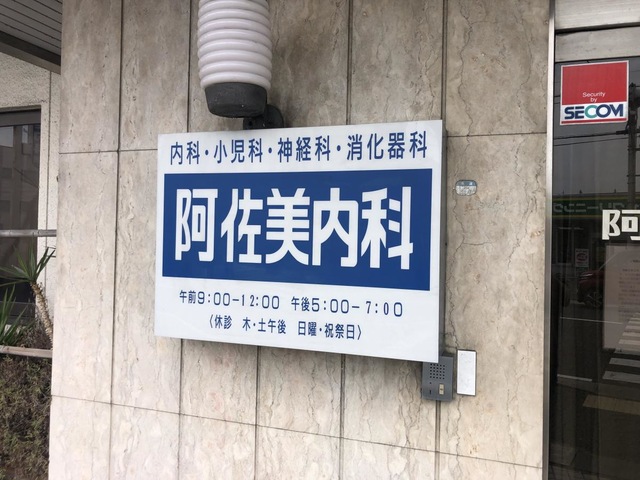 内科・小児科・神経科・消化器科
阿佐美内科
午前9:00-12:00 午後5:00-7:00
〈休診 木・土午後 日曜・祝祭日〉
Security
by
SECOM
阿